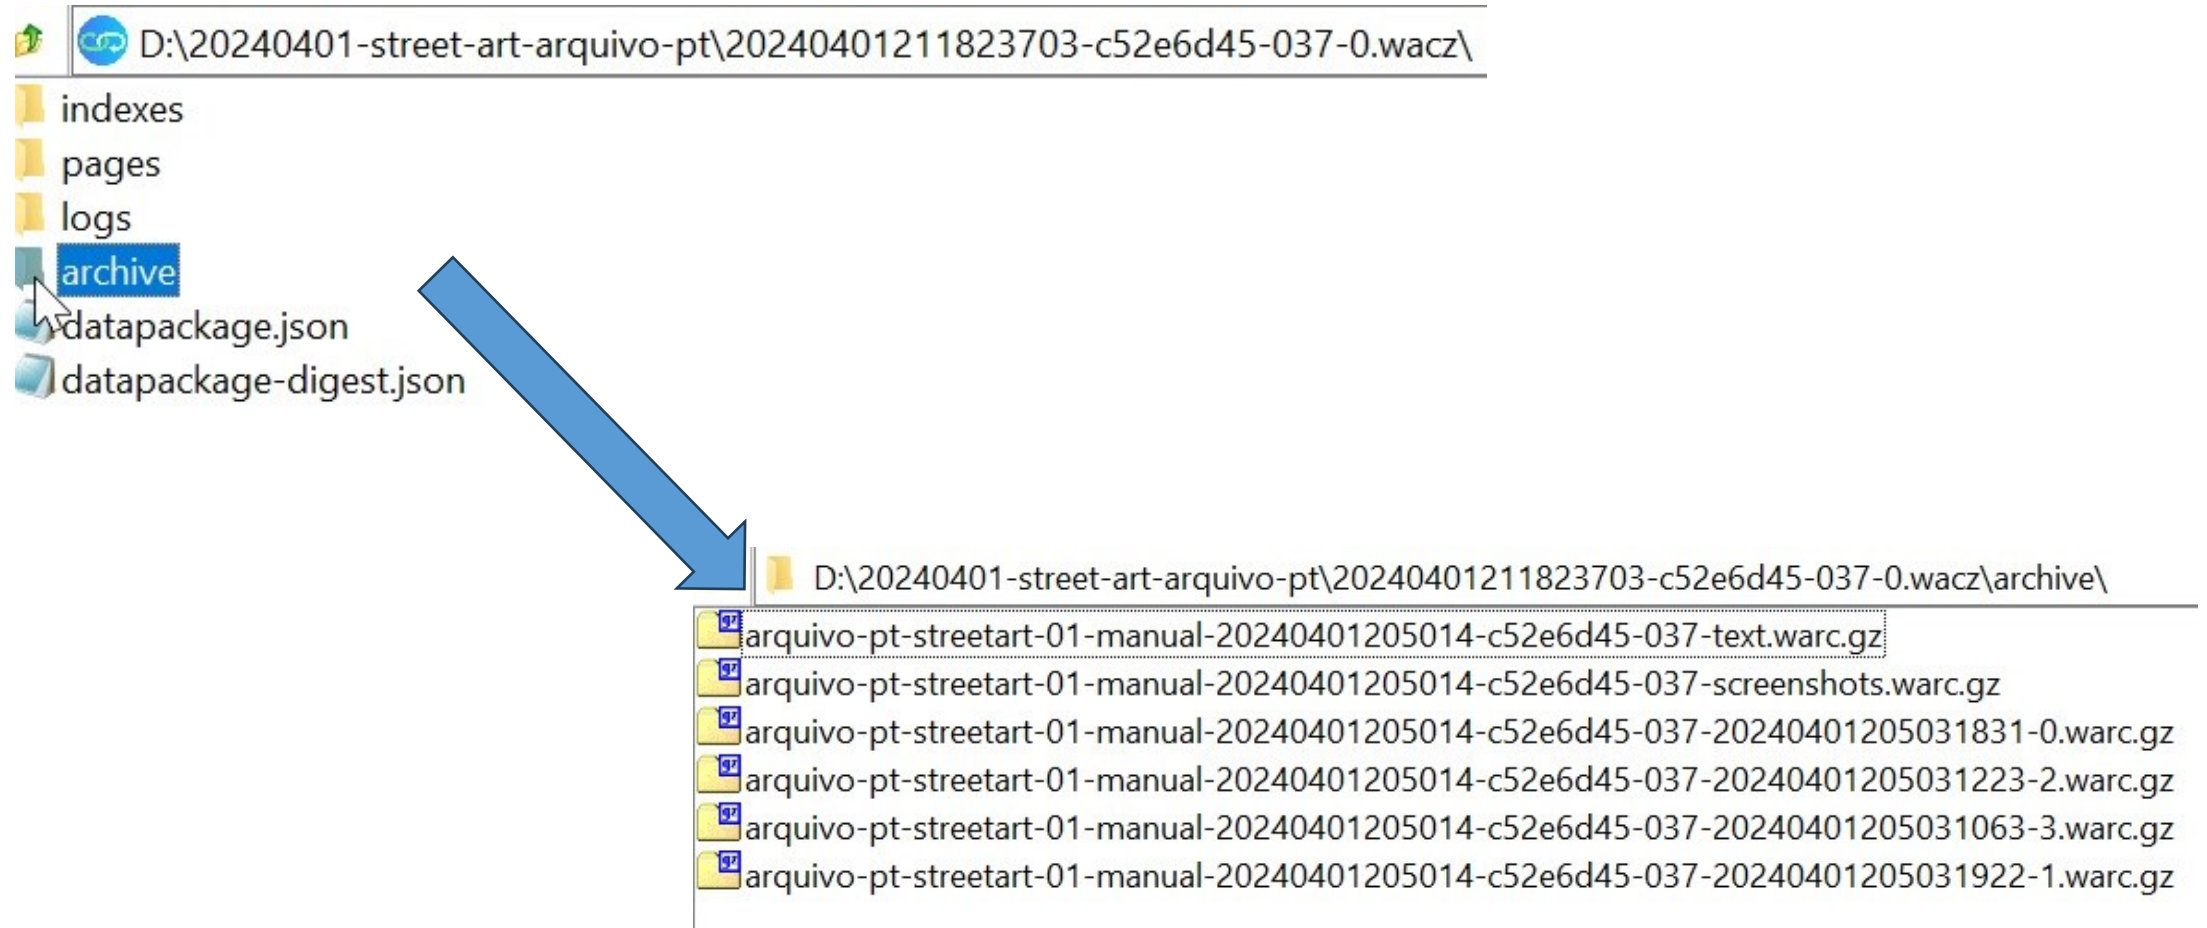 D:\20240401-street-art-arquivo-pt\20240401211823703-c52e6d45-037-0.wacz\
indexes
pages
logs
archive
datapackage.json
datapackage-digest.json
D:\20240401-street-art-arquivo-pt\20240401211823703-c52e6d45-037-0.wacz\archive\
arquivo-pt-streetart-01-manual-20240401205014-c52e6d45-037-text.warc.gz
arquivo-pt-streetart-01-manual-20240401205014-c52e6d45-037-screenshots.warc.gz
arquivo-pt-streetart-01-manual-20240401205014-c52e6d45-037-20240401205031831-0.warc.gz
arquivo-pt-streetart-01-manual-20240401205014-c52e6d45-037-20240401205031223-2.warc.gz
arquivo-pt-streetart-01-manual-20240401205014-c52e6d45-037-20240401205031063-3.warc.gz
arquivo-pt-streetart-01-manual-20240401205014-c52e6d45-037-20240401205031922-1.warc.gz